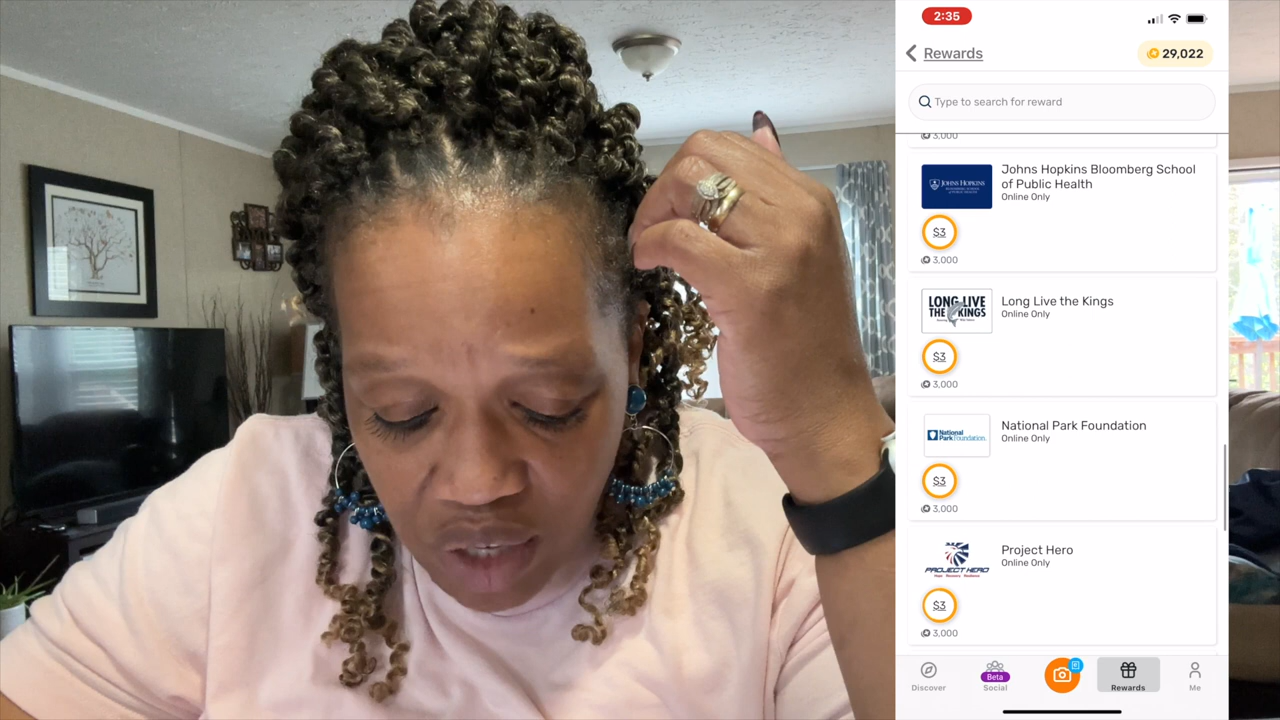 2:35
Rewards
29,022
Type to search for reward
3,000
JOHNS HOPKINS
Johns Hopkins Bloomberg School
of Public Health
Online Only
$3
3,000
LONG LIVE
THE KINGS
Long Live the Kings
Online Only
$3
3,000
National
Park Foundation
National Park Foundation
Online Only
$3
3,000
PROJECT HERO
Project Hero
Online Only
$3
3,000
Discover
Beta
Social
Rewards
Me